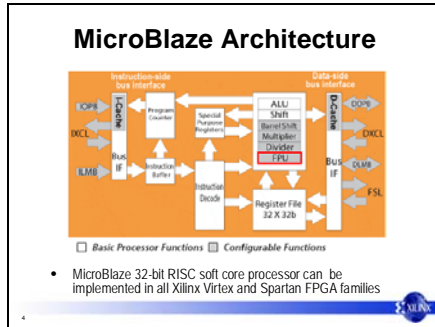 MicroBlaze Architecture
Instruction-side
bus interface
Data-side
bus interface
IOPB
I-Cache
IXCL
Bus
IF
ILMB
Program
Counter
Instruction
Buffer
Special
Purpose
Registers
Instruction
Decode
ALU
Shift
Barrel Shift
Multiplier
Divider
FPU
Register File
32 X 32b
D-Cache
Bus
IF
DOPB
DXCL
DLMB
FSL
Basic Processor Functions Configurable Functions
• MicroBlaze 32-bit RISC soft core processor can be
implemented in all Xilinx Virtex and Spartan FPGA families
4
XILINX